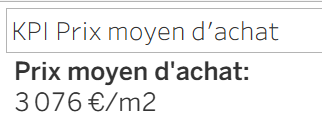 KPI Prix moyen d’achat
Prix moyen d'achat:
3 076 €/m2